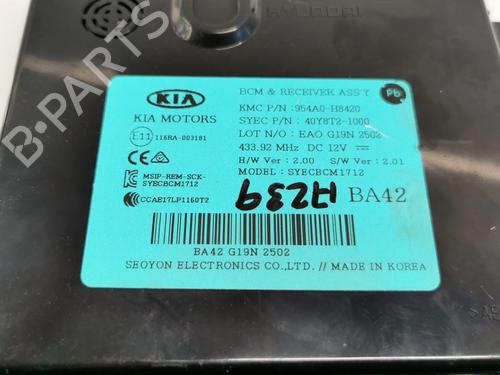 HYUNDAI
B-PARTS
KIA
KIA MOTORS
E11 116RA-003181
CE
MSIP-REM-SCK-
SYECBCM1712
CCAE17LP1160T2
BCM & RECEIVER ASS'Y
Pb
KMC P/N : 954A0-H8420
SYEC P/N : 40Y8T2-1000
LOT N/O : EAO G19N 2502
433.92 MHz DC 12V
H/W Ver : 2.00 S/W Ver : 2.01
MODEL : SYECBCM1712
BA42
BA42 G19N 2502
SEOYON ELECTRONICS CO.,LTD. // MADE IN KOREA